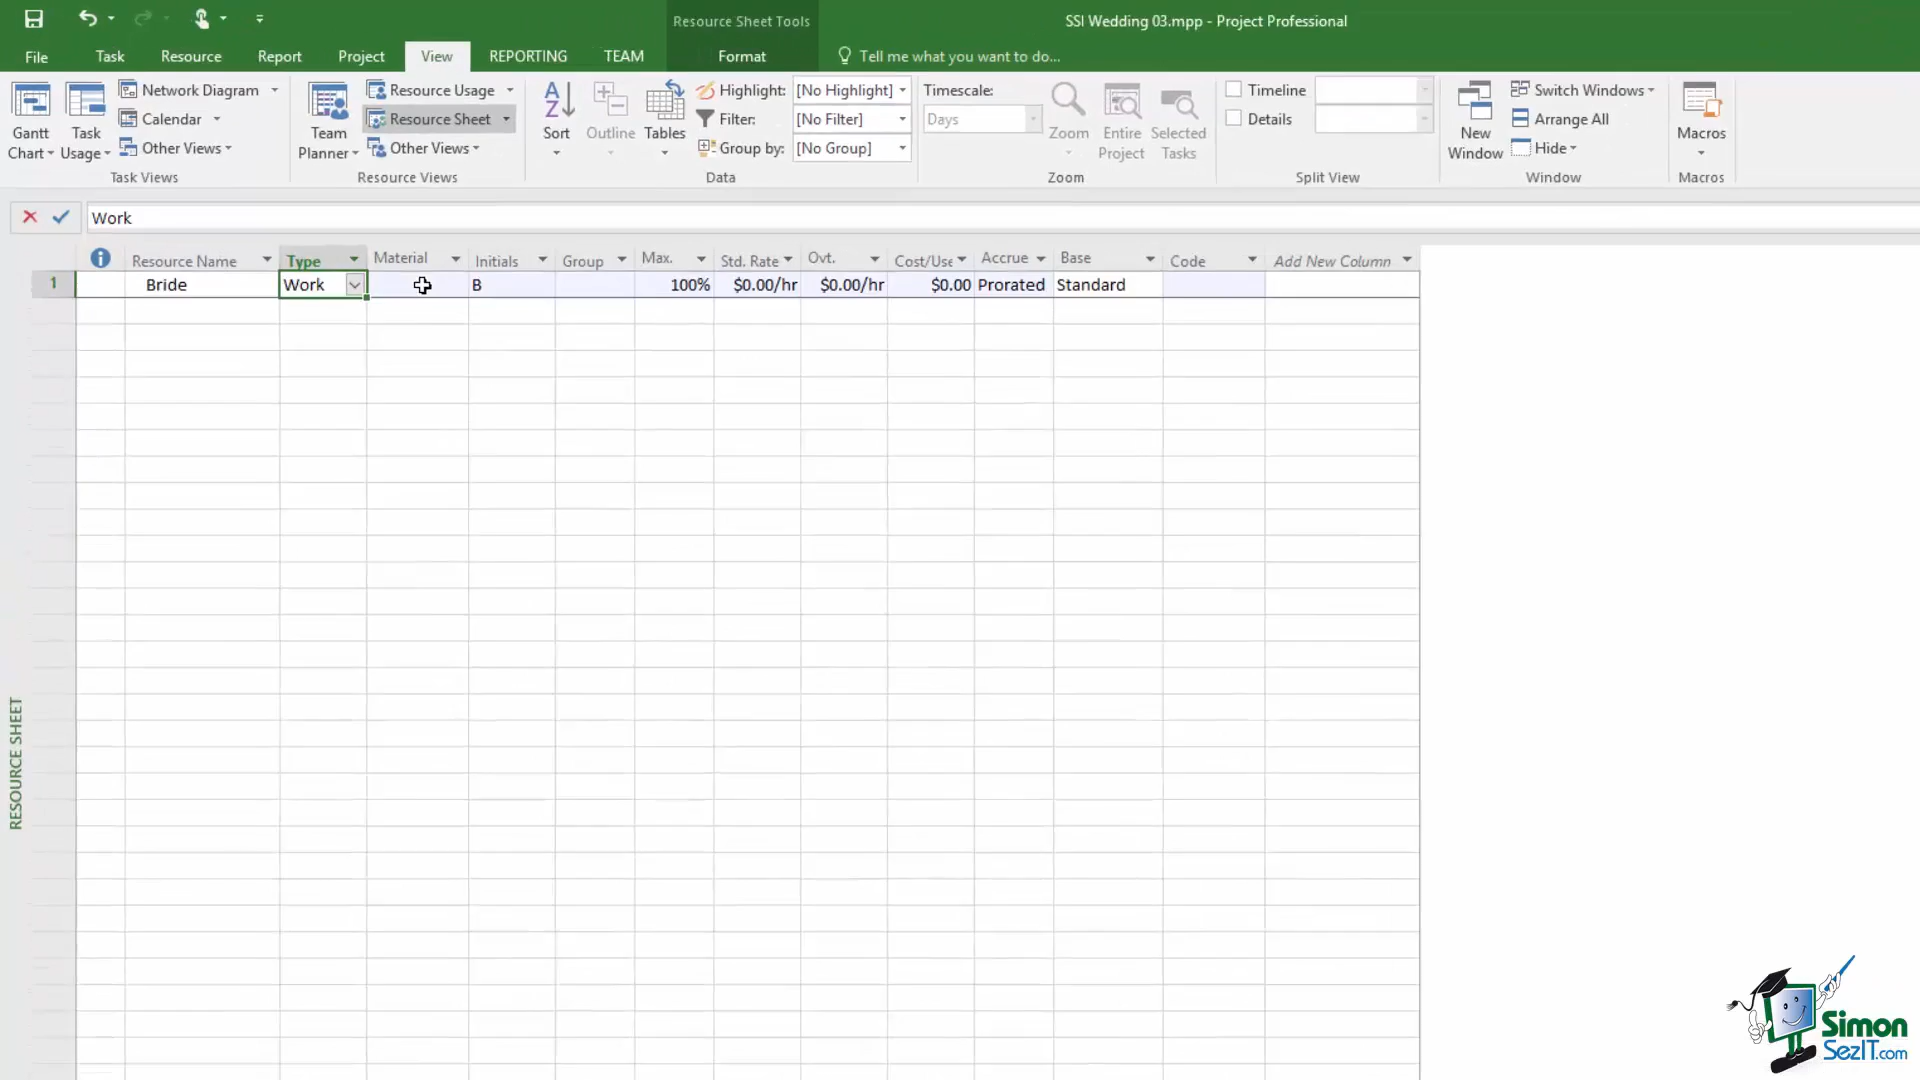 Resource Sheet Tools
SSI Wedding 03.mpp - Project Professional
File Task Resource Report Project View REPORTING TEAM Format Tell me what you want to do...
Gantt Chart
Task Usage
Network Diagram
Calendar
Other Views
Task Views
Team Planner
Resource Usage
Resource Sheet
Other Views
Resource Views
A
Z
Sort
Outline
Tables
Highlight: [No Highlight]
Filter: [No Filter]
Group by: [No Group]
Data
Timescale:
Days
Zoom
Entire Project
Selected Tasks
Zoom
Timeline
Details
Split View
New Window
Switch Windows
Arrange All
Hide
Window
Macros
Macros
Work
Resource Name Type Material Initials Group Max. Std. Rate Ovt. Cost/Use Accrue Base Code Add New Column
1 Bride Work B 100% $0.00/hr $0.00/hr $0.00 Prorated Standard
RESOURCE SHEET
Simon
SezIT.com